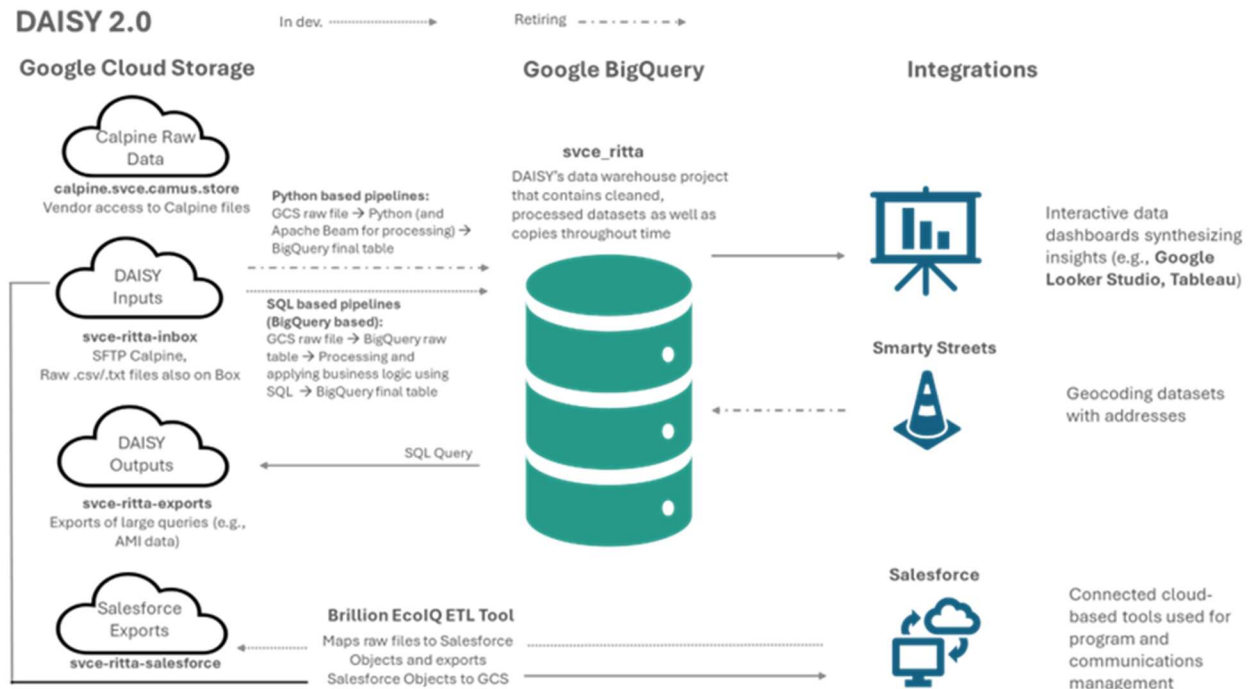 DAISY 2.0
In dev.
Retiring
Google Cloud Storage
Google BigQuery
Integrations
Calpine Raw
Data
calpine.svce.camus.store
Vendor access to Calpine files
Python based pipelines:
GCS raw file → Python (and
Apache Beam for processing) →
BigQuery final table
svce_ritta
DAISY's data warehouse project
that contains cleaned,
processed datasets as well as
copies throughout time
Interactive data
dashboards synthesizing
insights (e.g., Google
Looker Studio, Tableau)
DAISY
Inputs
svce-ritta-inbox
SFTP Calpine,
Raw .csv/.txt files also on Box
SQL based pipelines
(BigQuery based):
GCS raw file → BigQuery raw
table → Processing and
applying business logic using
SQL → BigQuery final table
Smarty Streets
Geocoding datasets
with addresses
DAISY
Outputs
svce-ritta-exports
Exports of large queries (e.g.,
AMI data)
SQL Query
Salesforce
Exports
svce-ritta-salesforce
Brillion EcoIQ ETL Tool
Maps raw files to Salesforce
Objects and exports
Salesforce Objects to GCS
Salesforce
Connected cloud-
based tools used for
program and
communications
management